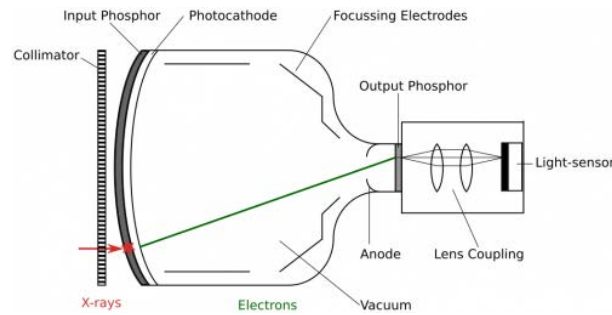 Input Phosphor
Photocathode
Focussing Electrodes
Collimator
Output Phosphor
Light-sensor
Anode
Lens Coupling
X-rays
Electrons
Vacuum